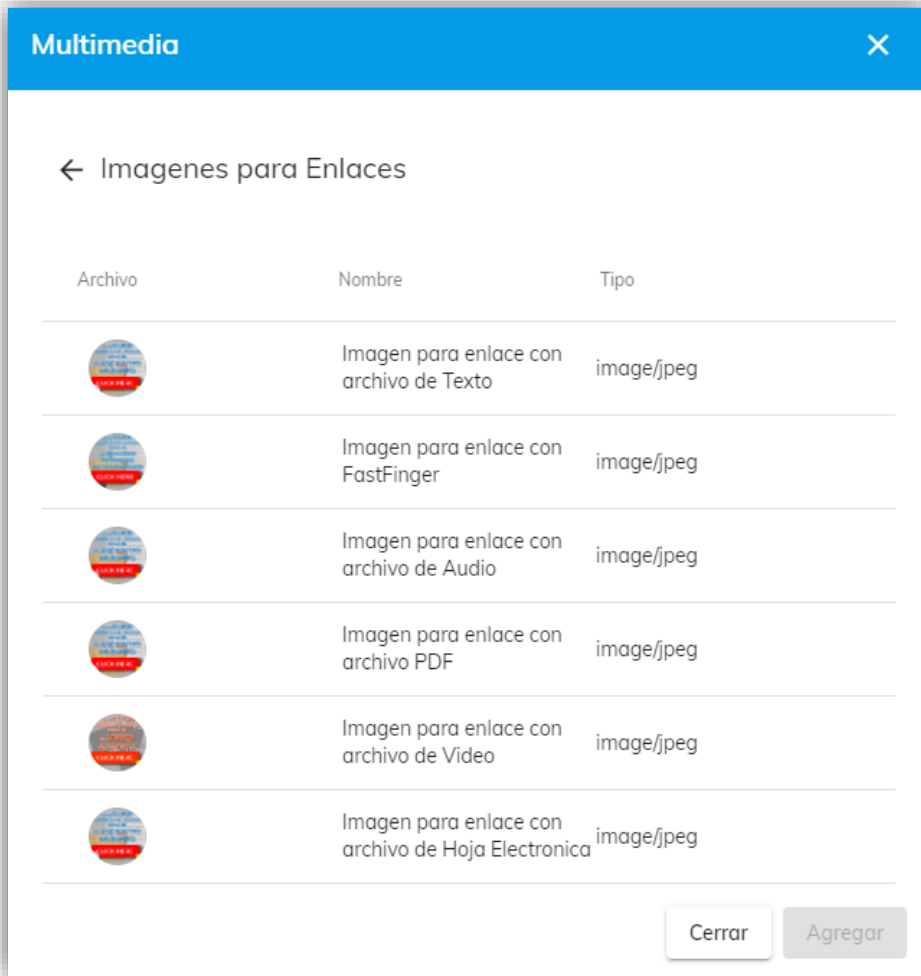 Multimedia
Imagenes para Enlaces
Archivo Nombre Tipo
Imagen para enlace con
archivo de Texto
image/jpeg
Imagen para enlace con
FastFinger
image/jpeg
CLICK HERE
Imagen para enlace con
archivo de Audio
image/jpeg
Imagen para enlace con
archivo PDF
image/jpeg
Imagen para enlace con
archivo de Video
image/jpeg
Imagen para enlace con
archivo de Hoja Electronica
image/jpeg
Cerrar Agregar